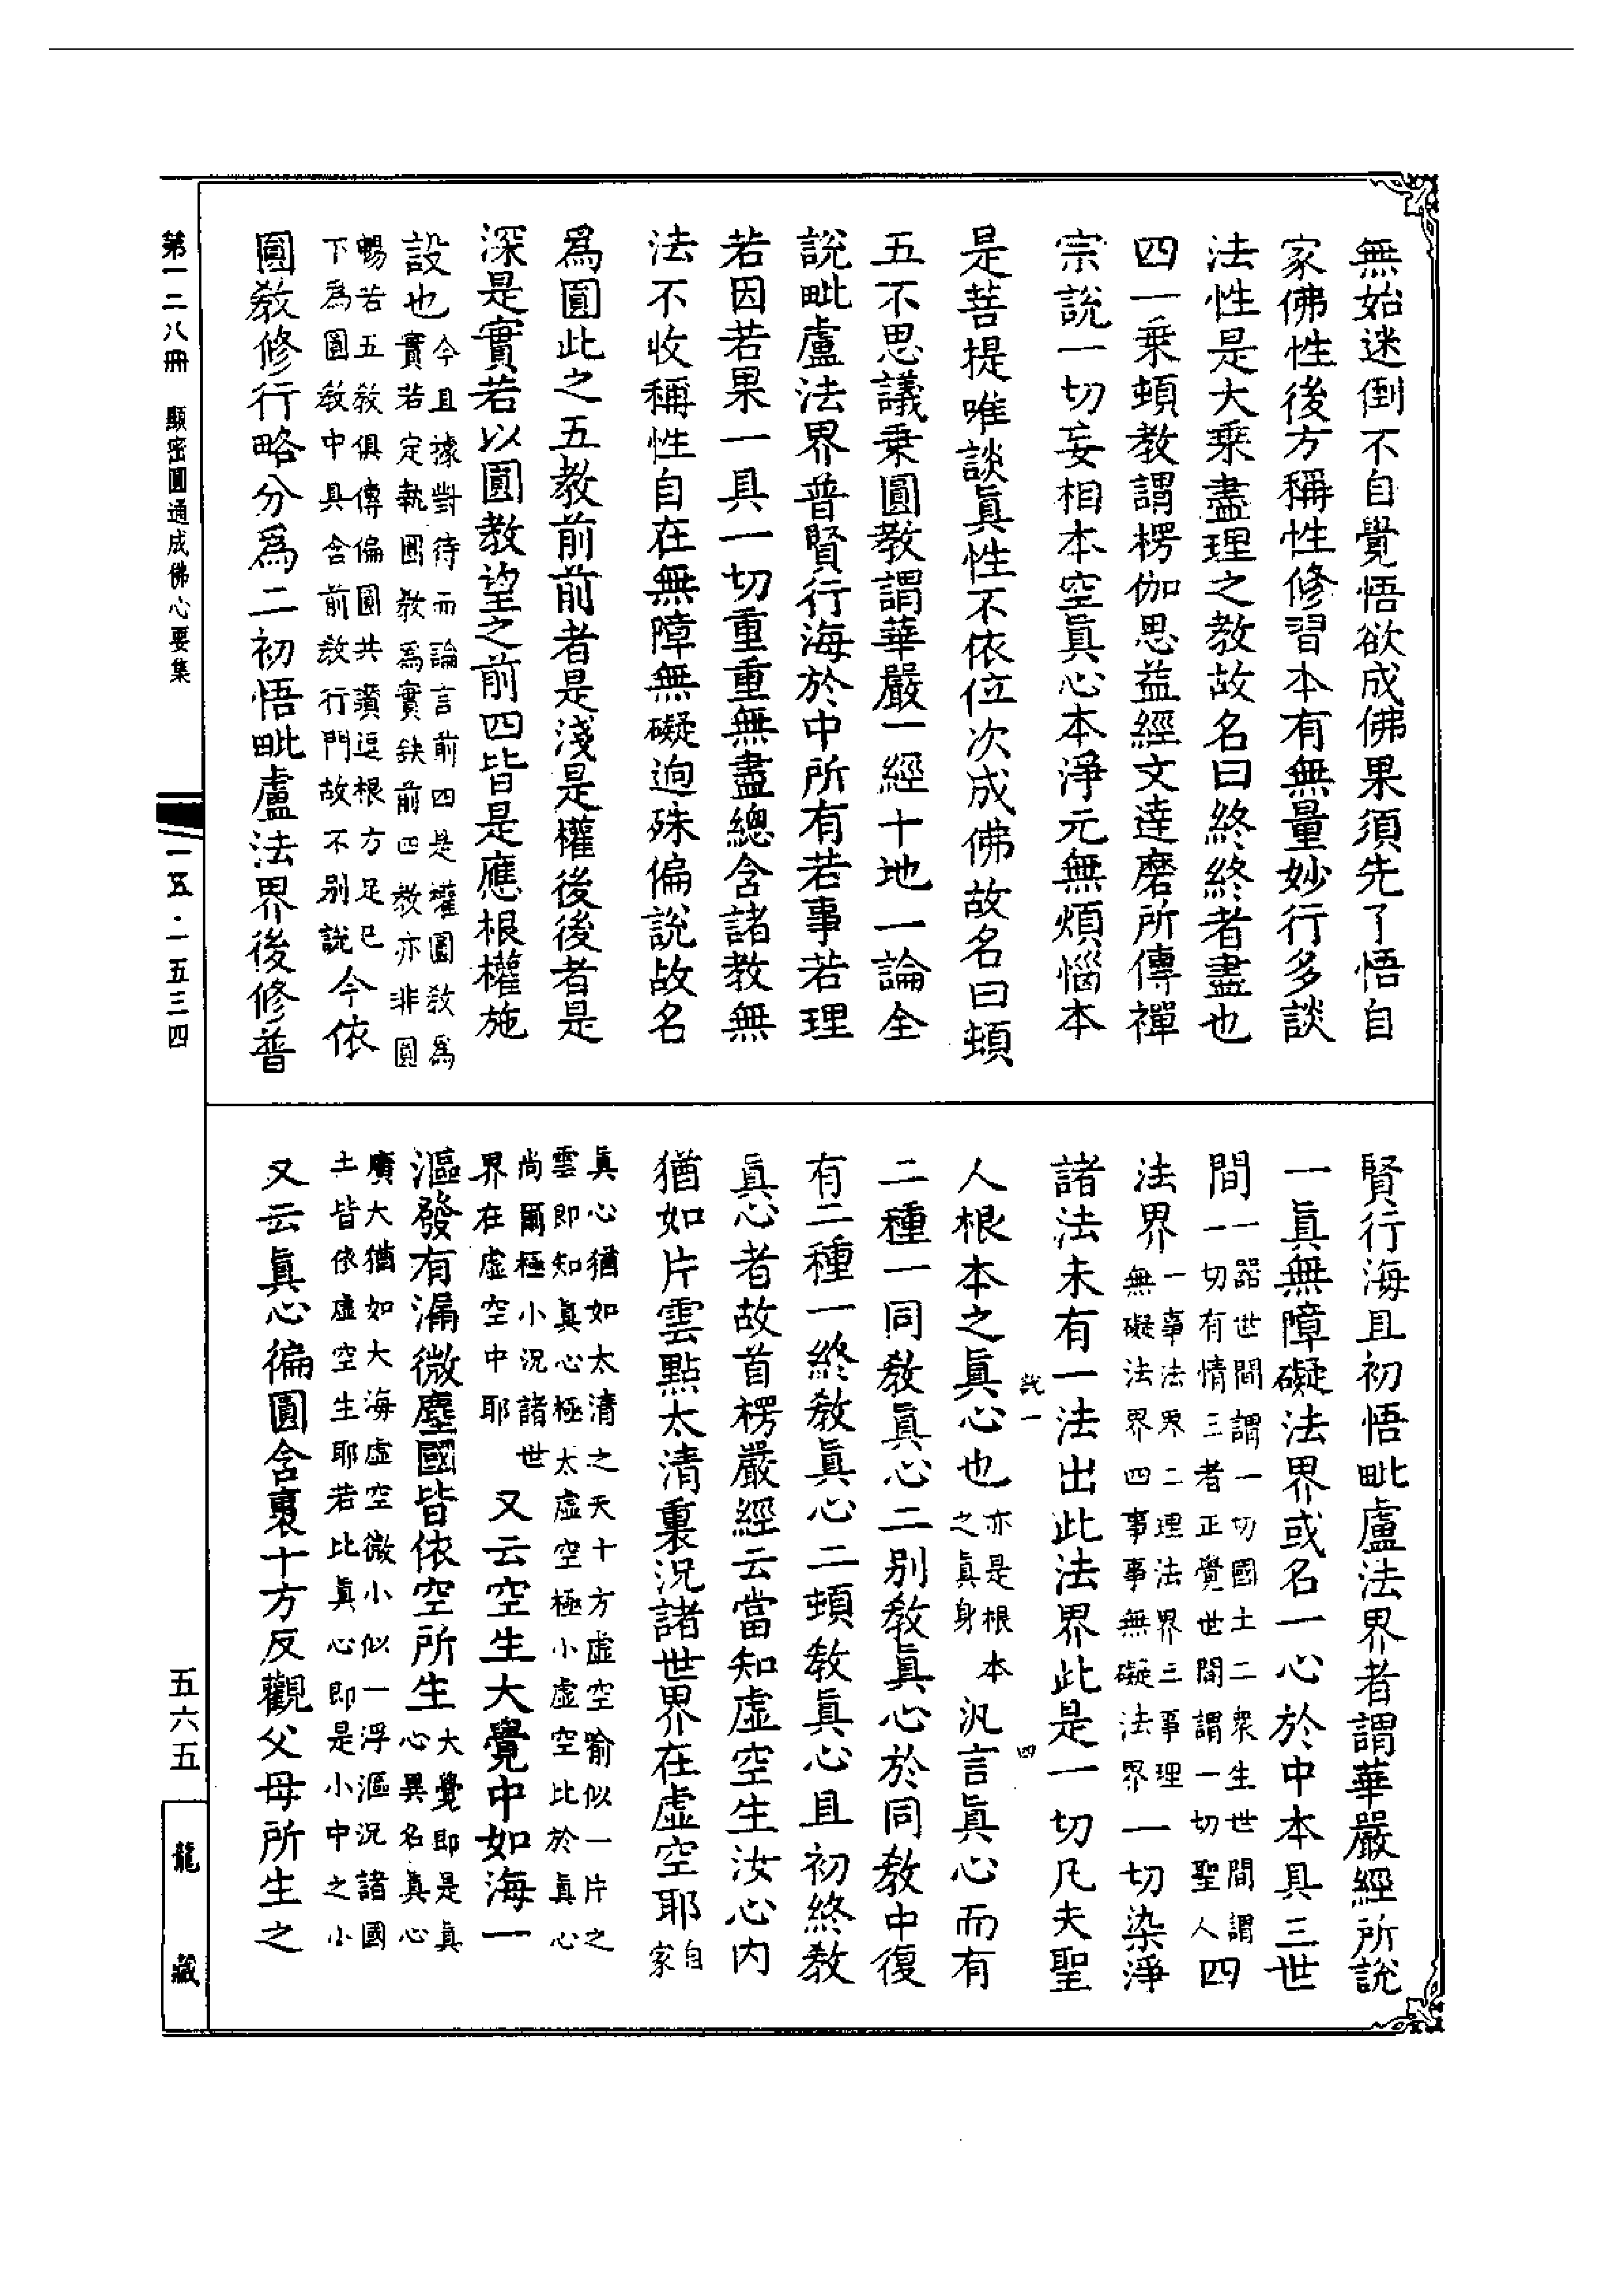 無始迷倒不自覺悟欲成佛果須先了悟自
家佛性後方稱性修習本有無量妙行多談
法性是大乘盡理之教故名曰終終者盡也
四一乘頓教謂楞伽思益經文達磨所傳禪
宗說一切妄相本空眞心本淨元無煩惱本
是菩提唯談眞性不依位次成佛故名曰頓
五不思議乘圓教謂華嚴一經十地一論全
說毗盧法界普賢行海於中所有若事若理
若因若果一具一切重重無盡總含諸教無
法不收稱性自在無障無礙逈殊偏說故名
爲圓此之五教前前者是淺是權後後者是
深是實若以圓教望之前四皆是應根權施
設也今且據對待而論言前四是權圓教爲
實若定執圓教爲實缺前四教亦非圓
暢若五教俱傳偏圓共讚逗根方足已
下爲圓教中具含前教行門故不別說今依
圓教修行略分爲二初悟毗盧法界後修普
賢行海且初悟毗盧法界者謂華嚴經所說
一眞無障礙法界或名一心於中本具三世
間一器世間謂一切國土二衆生世間謂
一切有情三者正覺世間謂一切聖人四
法界一事法界二理法界三事理
無礙法界四事事無礙法界一切染淨
諸法未有一法出此法界此是一切凡夫聖
人根本之眞心也亦是根本
之眞身汎言眞心而有
二種一同教眞心二別教眞心於同教中復
有二種一終教眞心二頓教眞心且初終教
眞心者故首楞嚴經云當知虛空生汝心內
猶如片雲點太清裏況諸世界在虛空耶自
家
眞心猶如太清之天十方虛空喻似一片之
雲即知眞心極太虛空極小虛空比於眞心
尚爾極小況諸世
界在虛空中耶又云空生大覺中如海一
漚發有漏微塵國皆依空所生大覺即是眞
心異名眞心
廣大猶如大海虛空微小似一浮漚況諸國
土皆依虛空生耶若比眞心即是小中之小
又云眞心徧圓含裏十方反觀父母所生之
第一二八冊 顯密圓通成佛心要集
一五·一五三四
五六五
龍藏
四